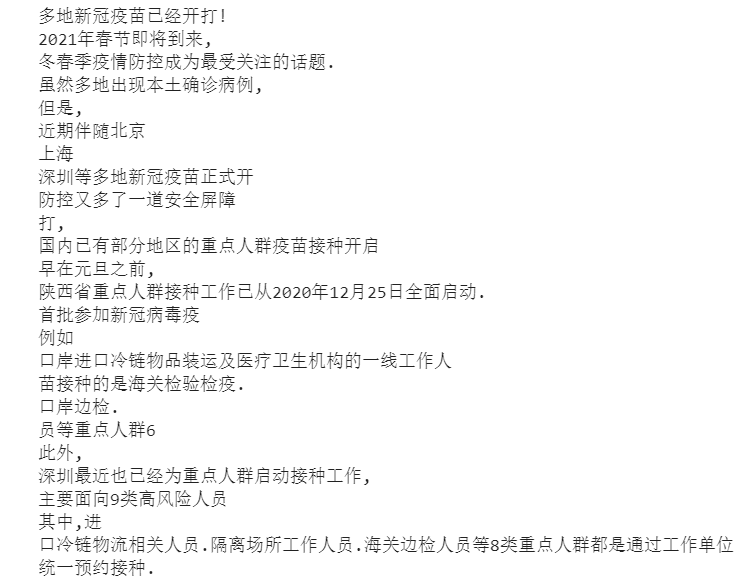 多地新冠疫苗已经开打!
2021年春节即将到来,
冬春季疫情防控成为最受关注的话题.
虽然多地出现本土确诊病例,
但是,
近期伴随北京
上海
深圳等多地新冠疫苗正式开
防控又多了一道安全屏障
打,
国内已有部分地区的重点人群疫苗接种开启
早在元旦之前,
陕西省重点人群接种工作已从2020年12月25日全面启动.
首批参加新冠病毒疫
例如
口岸进口冷链物品装运及医疗卫生机构的一线工作人
苗接种的是海关检验检疫.
口岸边检.
员等重点人群6
此外,
深圳最近也已经为重点人群启动接种工作,
主要面向9类高风险人员
其中,进
口冷链物流相关人员.隔离场所工作人员.海关边检人员等8类重点人群都是通过工作单位
统一预约接种.